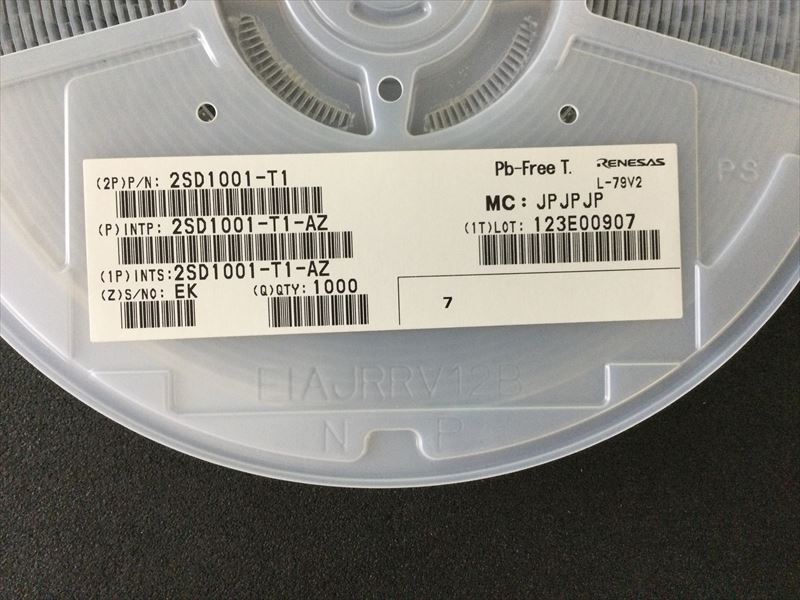 (2P)P/N: 2SD1001-T1
Pb-Free T. RENESAS
L-79V2
MC: JPJPJP
(P)INTP: 2SD1001-T1-AZ
(1T)LOT: 123E00907
(1P)INTS:2SD1001-T1-AZ
(Z)S/NO: EK
(Q)QTY: 1000
7
PS
EIAJRRV12B
N P